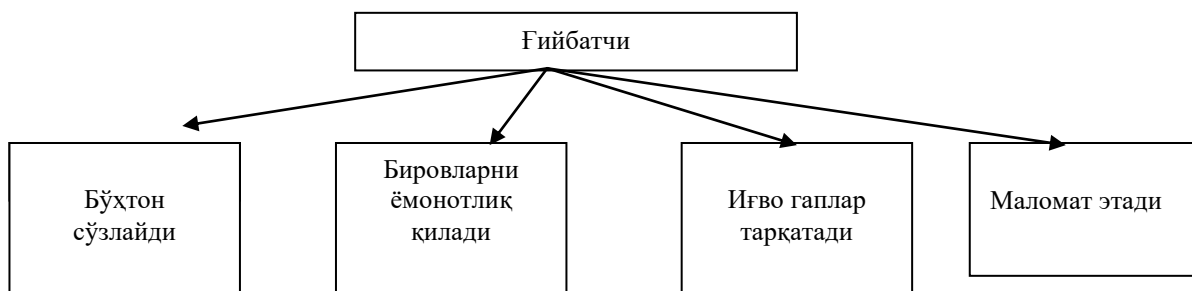 Ғийбатчи
Бўҳтон
сўзлайди
Бировларни
ёмонотлиқ
қилади
Иғво гаплар
тарқатади
Маломат этади